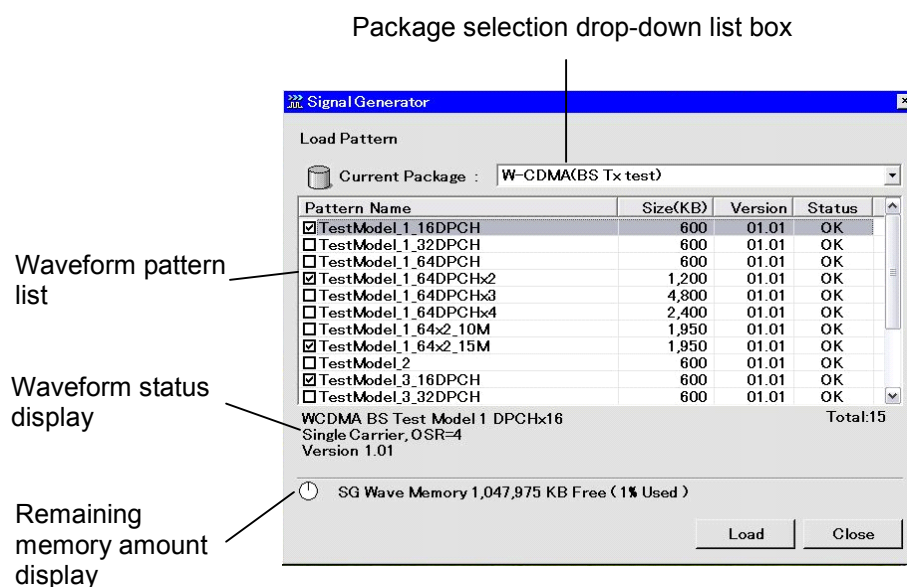 Package selection drop-down list box
Signal Generator
Load Pattern
Current Package : W-CDMA(BS Tx test)
Pattern Name Size(KB) Version Status
TestModel_1_16DPCH 600 01.01 OK
TestModel_1_32DPCH 600 01.01 OK
TestModel_1_64DPCH 600 01.01 OK
TestModel_1_64DPCHx2 1,200 01.01 OK
TestModel_1_64DPCHx3 4,800 01.01 OK
TestModel_1_64DPCHx4 2,400 01.01 OK
TestModel_1_64x2_10M 1,950 01.01 OK
TestModel_1_64x2_15M 1,950 01.01 OK
TestModel_2 600 01.01 OK
TestModel_3_16DPCH 600 01.01 OK
TestModel_3_32DPCH 600 01.01 OK
Waveform pattern
list
Waveform status
display
WCDMA BS Test Model 1 DPCHx16 Total:15
Single Carrier, OSR=4
Version 1.01
SG Wave Memory 1,047,975 KB Free ( 1% Used )
Remaining
memory amount
display
Load Close